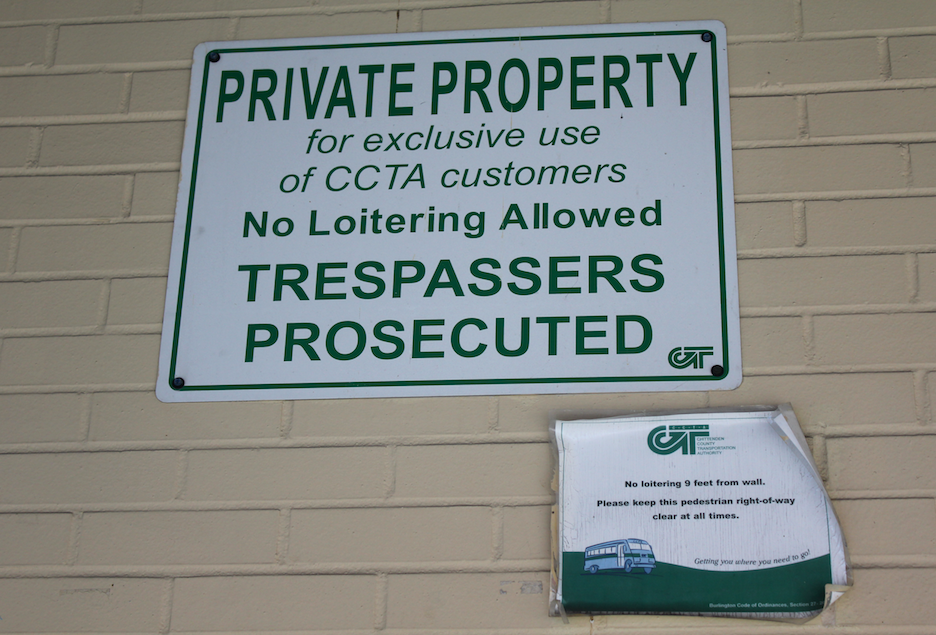 PRIVATE PROPERTY
for exclusive use
of CCTA customers
No Loitering Allowed
TRESPASSERS
PROSECUTED
CCTA
CHITTENDEN
COUNTY
TRANSPORTATION
AUTHORITY
No loitering 9 feet from wall.
Please keep this pedestrian right-of-way
clear at all times.
Getting you where you need to go!
Burlington Code of Ordinances, Section 27